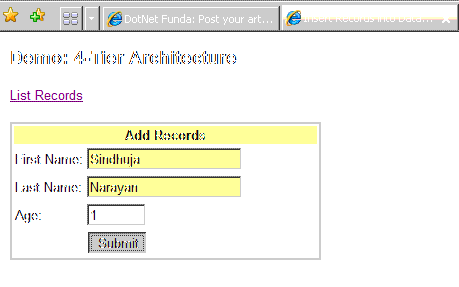 DotNet Funda: Post your art...
Insert Records into Data...
Demo: 4-Tier Architecture
List Records
Add Records
First Name: Sindhuja
Last Name: Narayan
Age: 1
Submit